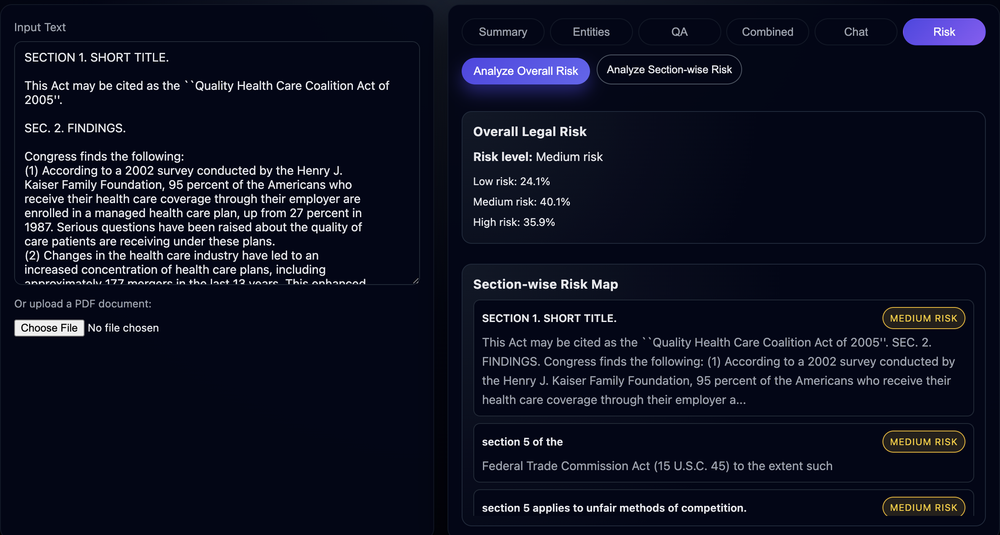 Input Text
SECTION 1. SHORT TITLE.
This Act may be cited as the ``Quality Health Care Coalition Act of
2005''.
SEC. 2. FINDINGS.
Congress finds the following:
(1) According to a 2002 survey conducted by the Henry J.
Kaiser Family Foundation, 95 percent of the Americans who
receive their health care coverage through their employer are
enrolled in a managed health care plan, up from 27 percent in
1987. Serious questions have been raised about the quality of
care patients are receiving under these plans.
(2) Changes in the health care industry have led to an
increased concentration of health care plans, including
approximately 177 mergers in the last 13 years. This enhanced
Or upload a PDF document:
Choose File No file chosen
Summary Entities QA Combined Chat Risk
Analyze Overall Risk Analyze Section-wise Risk
Overall Legal Risk
Risk level: Medium risk
Low risk: 24.1%
Medium risk: 40.1%
High risk: 35.9%
Section-wise Risk Map
SECTION 1. SHORT TITLE. MEDIUM RISK
This Act may be cited as the ``Quality Health Care Coalition Act of 2005''. SEC. 2.
FINDINGS. Congress finds the following: (1) According to a 2002 survey conducted by
the Henry J. Kaiser Family Foundation, 95 percent of the Americans who receive their
health care coverage through their employer a...
section 5 of the MEDIUM RISK
Federal Trade Commission Act (15 U.S.C. 45) to the extent such
section 5 applies to unfair methods of competition. MEDIUM RISK